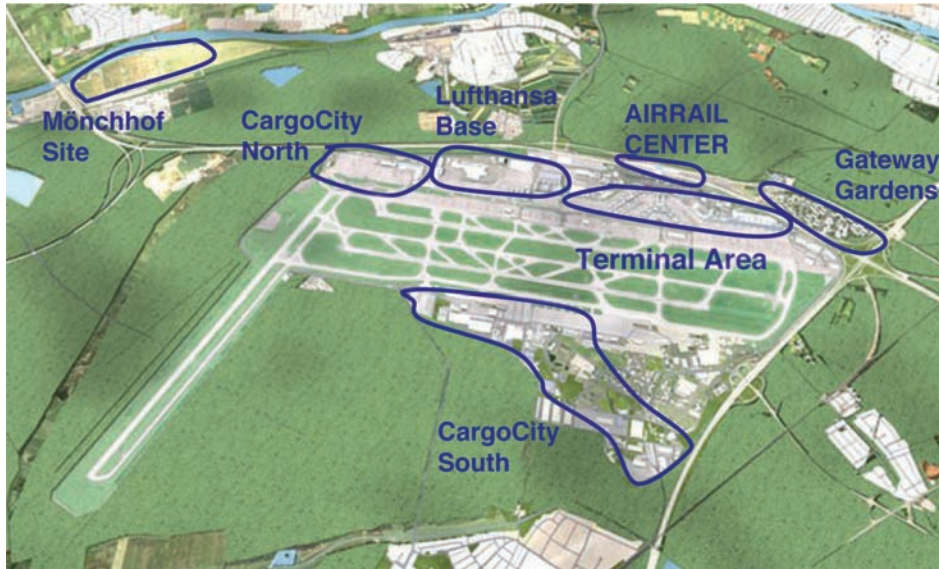 Mönchhof
Site
CargoCity
North
Lufthansa
Base
AIRRAIL
CENTER
Gateway
Gardens
Terminal Area
CargoCity
South